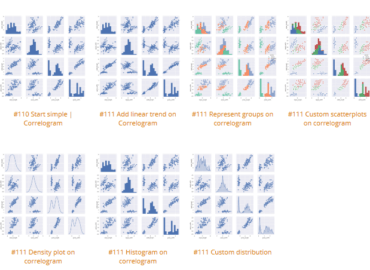 #110 Start simple |
Correlogram
#111 Add linear trend on
Correlogram
#111 Represent groups on
correlogram
#111 Custom scatterplots
on correlogram
#111 Density plot on
correlogram
#111 Histogram on
correlogram
#111 Custom distribution